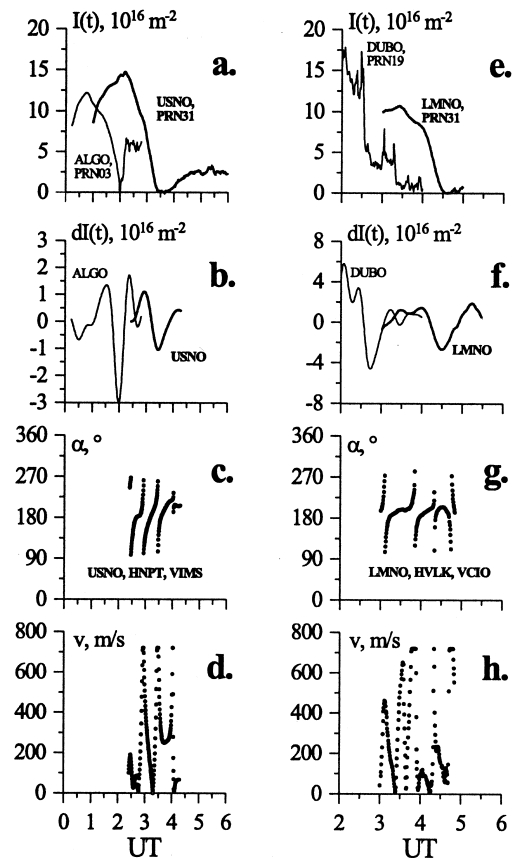 I(t), 10¹⁶ m⁻²
20
15
10
5
0
a.
USNO,
PRN31
ALGO,
PRN03
dI(t), 10¹⁶ m⁻²
3
2
1
0
-1
-2
-3
b.
ALGO
USNO
α, °
360
270
180
90
0
c.
USNO, HNPT, VIMS
v, m/s
800
600
400
200
0
d.
0 1 2 3 4 5 6
UT
I(t), 10¹⁶ m⁻²
20
15
10
5
0
e.
DUBO,
PRN19
LMNO,
PRN31
dI(t), 10¹⁶ m⁻²
8
4
0
-4
-8
f.
DUBO
LMNO
α, °
360
270
180
90
0
g.
LMNO, HVLK, VCIO
v, m/s
800
600
400
200
0
h.
2 3 4 5 6
UT